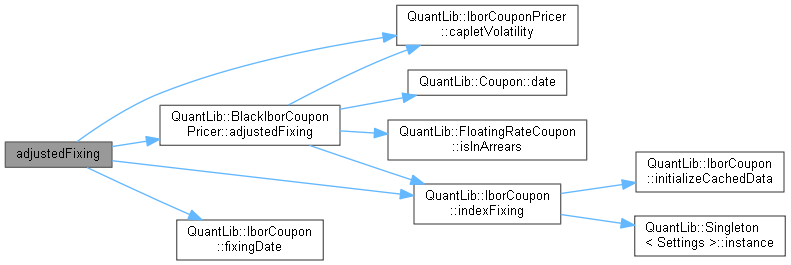 QuantLib::IborCouponPricer
::capletVolatility
QuantLib::Coupon::date
QuantLib::BlackIborCoupon
Pricer::adjustedFixing
QuantLib::FloatingRateCoupon
::isInArrears
adjustedFixing
QuantLib::IborCoupon
::initializeCachedData
QuantLib::IborCoupon
::indexFixing
QuantLib::IborCoupon
::fixingDate
QuantLib::Singleton
< Settings >::instance